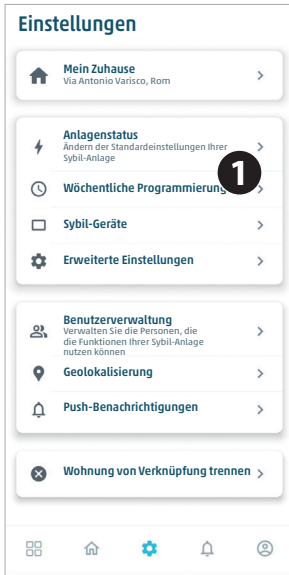 Einstellungen
Mein Zuhause
Via Antonio Varisco, Rom
Anlagenstatus
Ändern der Standardeinstellungen Ihrer
Sybil-Anlage
1
Wöchentliche Programmierung
Sybil-Geräte
Erweiterte Einstellungen
Benutzerverwaltung
Verwalten Sie die Personen, die
die Funktionen Ihrer Sybil-Anlage
nutzen können
Geolokalisierung
Push-Benachrichtigungen
Wohnung von Verknüpfung trennen